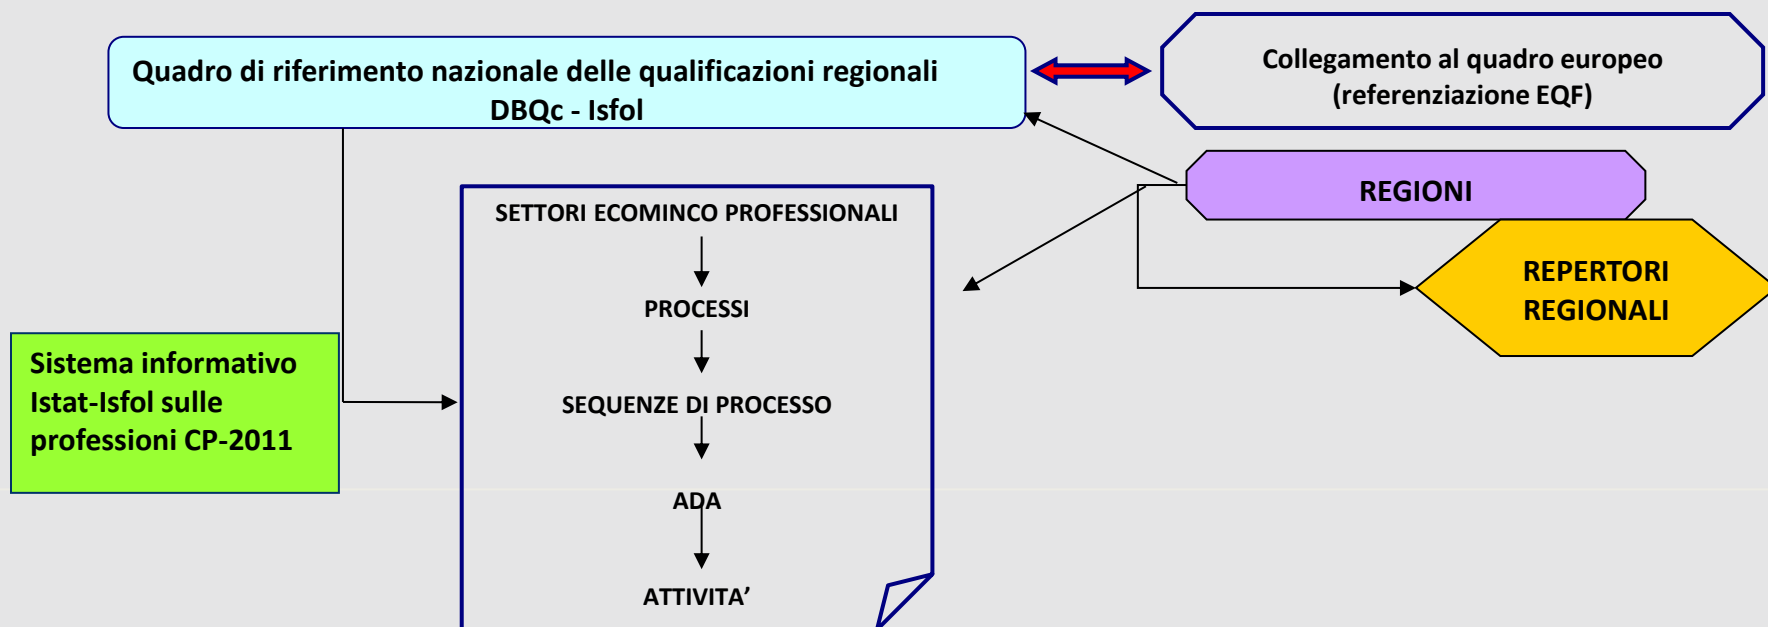 Quadro di riferimento nazionale delle qualificazioni regionali
DBQc - Isfol
Collegamento al quadro europeo
(referenziazione EQF)
REGIONI
REPERTORI
REGIONALI
SETTORI ECOMINCO PROFESSIONALI
PROCESSI
SEQUENZE DI PROCESSO
ADA
ATTIVITA’
Sistema informativo
Istat-Isfol sulle
professioni CP-2011